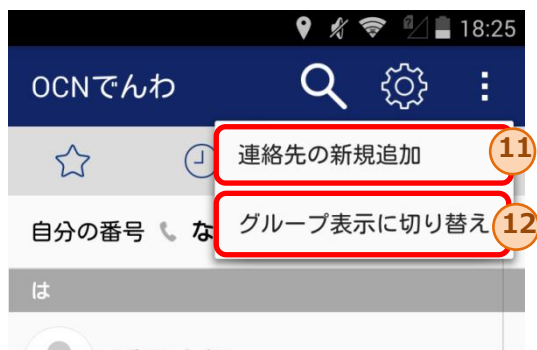 18:25
OCNでんわ
連絡先の新規追加
11
自分の番号 な
グループ表示に切り替え
12
は